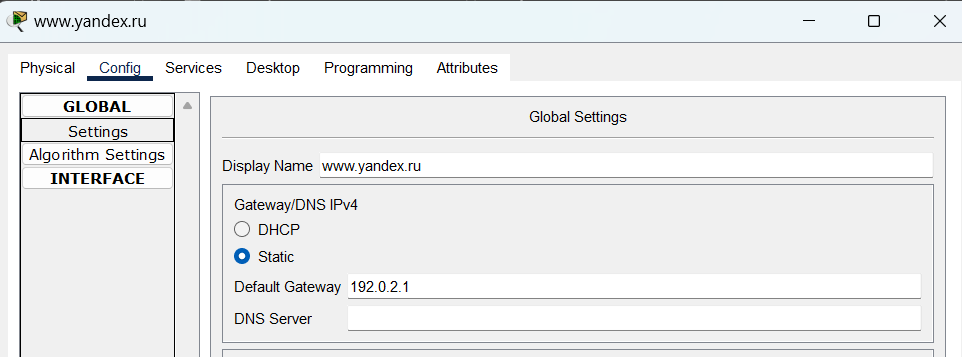 www.yandex.ru
Physical Config Services Desktop Programming Attributes
GLOBAL
Settings
Algorithm Settings
INTERFACE
Global Settings
Display Name www.yandex.ru
Gateway/DNS IPv4
DHCP
Static
Default Gateway 192.0.2.1
DNS Server